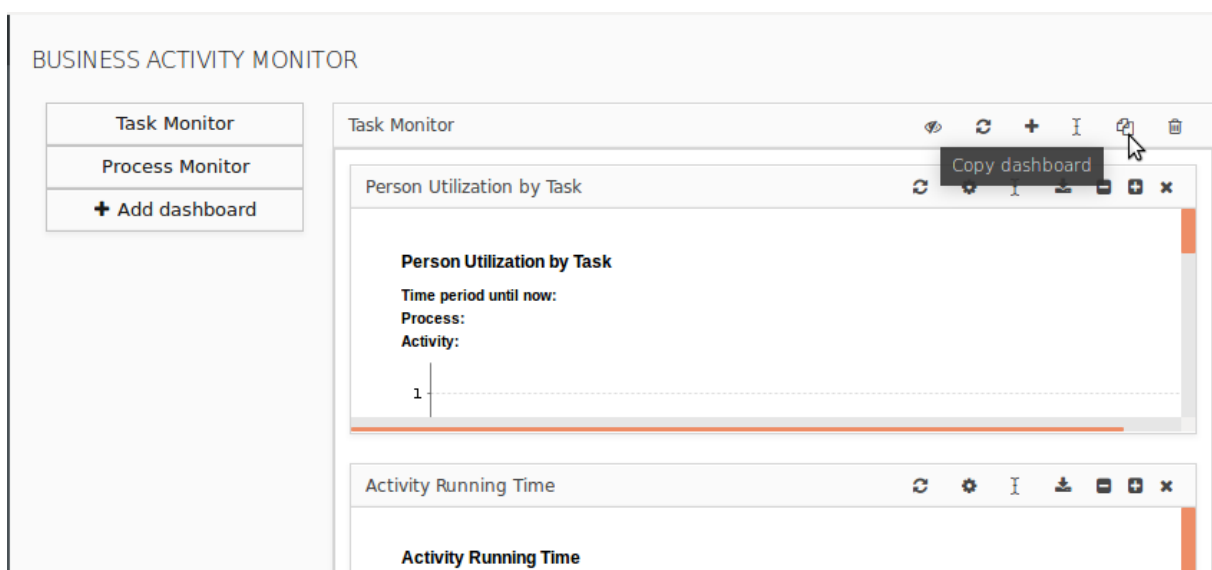 BUSINESS ACTIVITY MONITOR
Task Monitor
Process Monitor
Add dashboard
Task Monitor
Copy dashboard
Person Utilization by Task
Person Utilization by Task
Time period until now:
Process:
Activity:
1
Activity Running Time
Activity Running Time